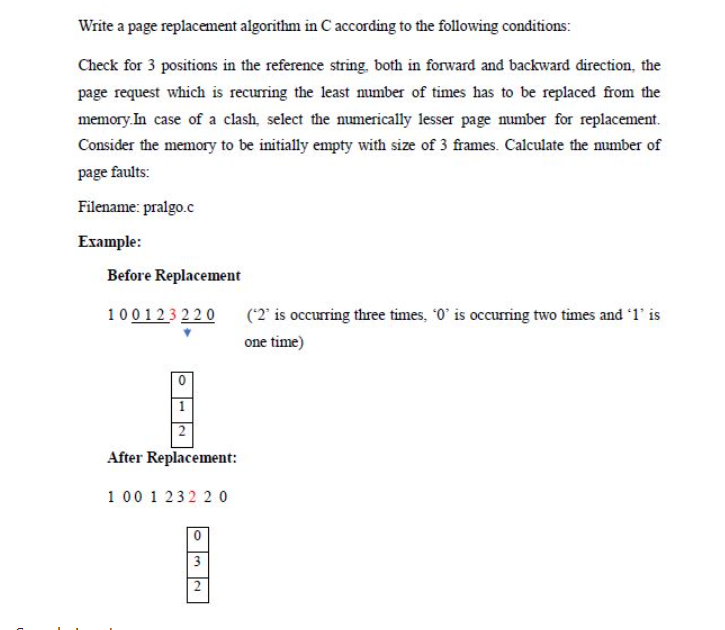 Write a page replacement algorithm in C according to the following conditions:
Check for 3 positions in the reference string, both in forward and backward direction, the
page request which is recurring the least number of times has to be replaced from the
memory.In case of a clash, select the numerically lesser page number for replacement.
Consider the memory to be initially empty with size of 3 frames. Calculate the number of
page faults:
Filename: pralgo.c
Example:
Before Replacement
1 0 0 1 2 3 2 2 0 (‘2’ is occurring three times, ‘0’ is occurring two times and ‘1’ is
one time)
0
1
2
After Replacement:
1 0 0 1 2 3 2 2 0
0
3
2